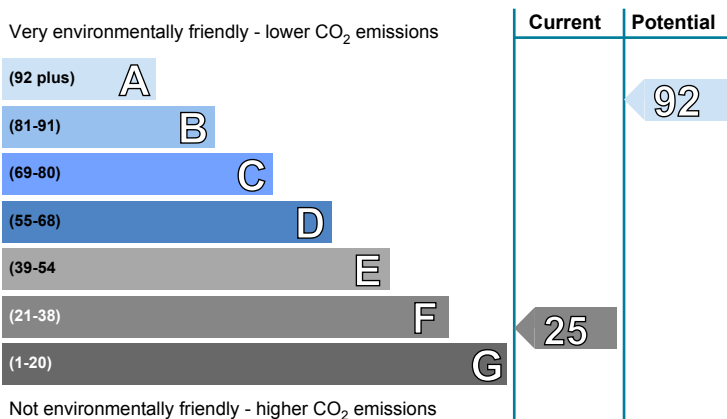 Current Potential
Very environmentally friendly - lower CO2 emissions
(92 plus) A
92
(81-91) B
(69-80) C
(55-68) D
(39-54 E
(21-38) F
25
(1-20) G
Not environmentally friendly - higher CO2 emissions